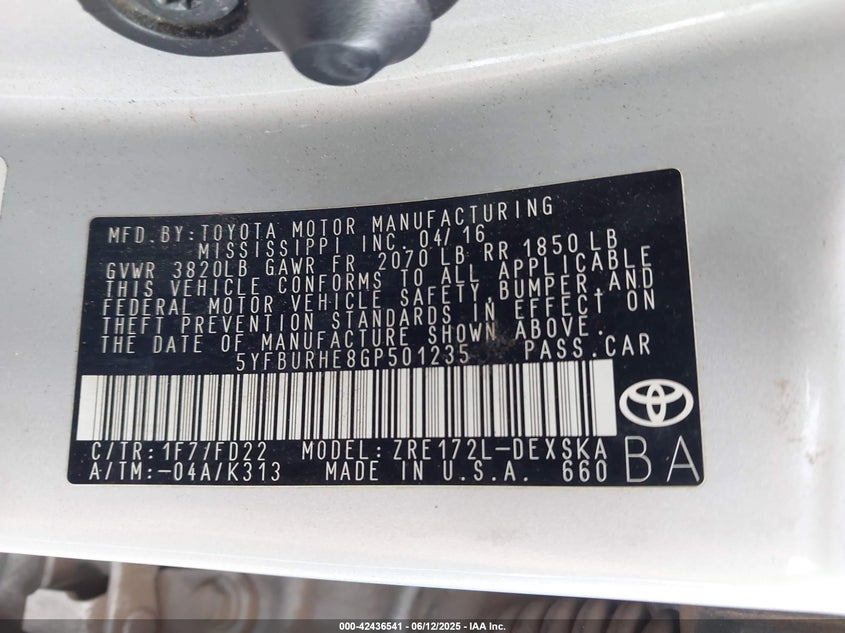 MFD.BY:TOYOTA MOTOR MANUFACTURING
MISSISSIPPI INC. 04/16
GVWR 3820LB GAWR FR 2070 LB RR 1850 LB
THIS VEHICLE CONFORMS TO ALL APPLICABLE
FEDERAL MOTOR VEHICLE SAFETY,BUMPER,AND
THEFT PREVENTION STANDARDS IN EFFECT ON
THE DATE OF MANUFACTURE SHOWN ABOVE.
5YFBURHE8GP501235 PASS.CAR
C/TR:1F7/FD22 MODEL:ZRE172L-DEXSKA
A/TM:-04A/K313 MADE IN U.S.A. 660
BA
000-42436541 - 06/12/2025 - IAA Inc.